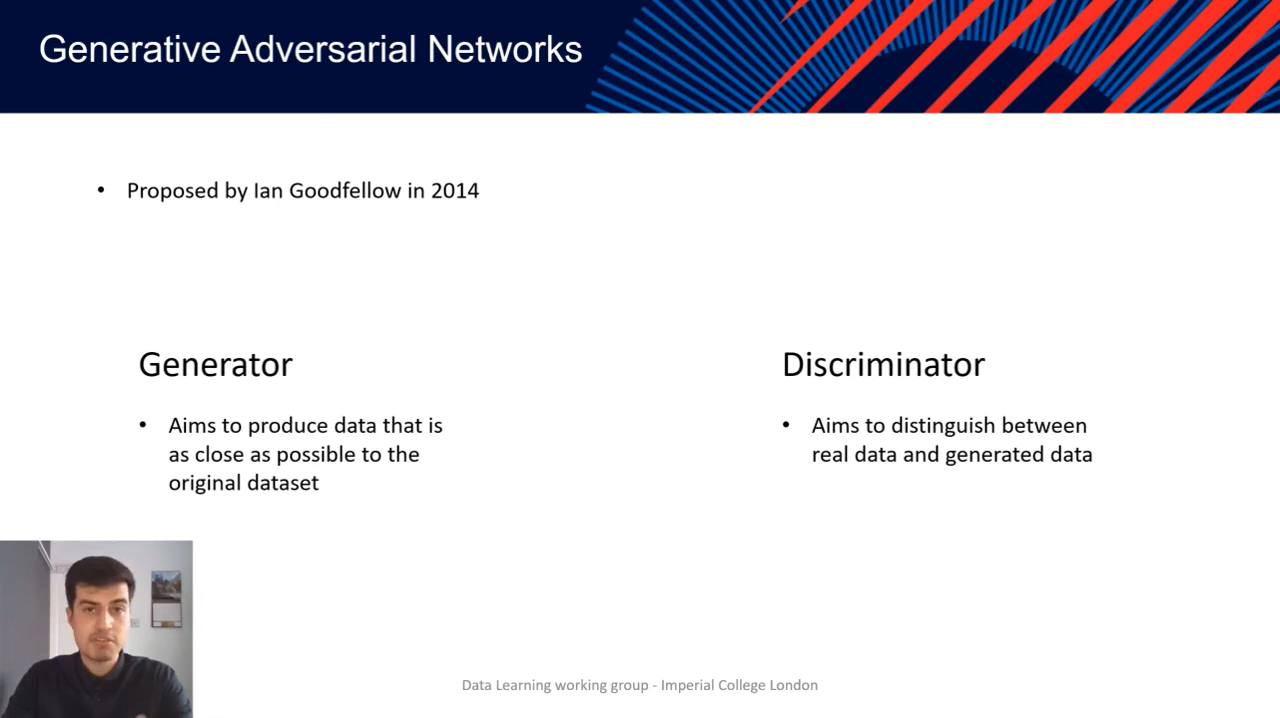 Generative Adversarial Networks
• Proposed by Ian Goodfellow in 2014
Generator
• Aims to produce data that is
as close as possible to the
original dataset
Discriminator
• Aims to distinguish between
real data and generated data
Data Learning working group - Imperial College London